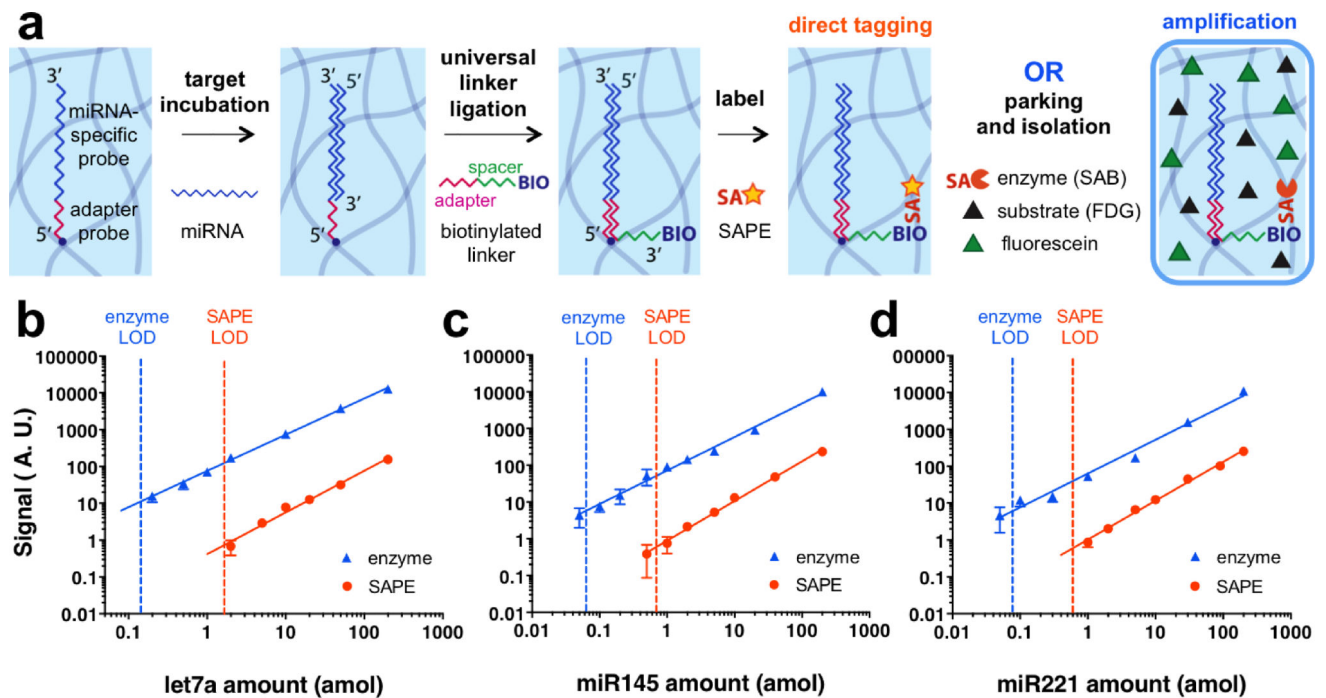 a
direct tagging
amplification
3′
miRNA-
specific
probe
adapter
probe
5′
target
incubation
miRNA
3′
5′
3′
5′
universal
linker
ligation
spacer
BIO
adapter
biotinylated
linker
3′
5′
5′
BIO
3′
label
SA
SAPE
SA
BIO
OR
parking
and isolation
SA enzyme (SAB)
substrate (FDG)
fluorescein
SA
BIO
b
enzyme
LOD
SAPE
LOD
Signal ( A. U.)
100000
10000
1000
100
10
1
0.1
0.01
enzyme
SAPE
0.1 1 10 100 1000
let7a amount (amol)
c
enzyme
LOD
SAPE
LOD
100000
10000
1000
100
10
1
0.1
0.01
enzyme
SAPE
0.01 0.1 1 10 100 1000
miR145 amount (amol)
d
enzyme
LOD
SAPE
LOD
00000
10000
1000
100
10
1
0.1
0.01
enzyme
SAPE
0.01 0.1 1 10 100 1000
miR221 amount (amol)